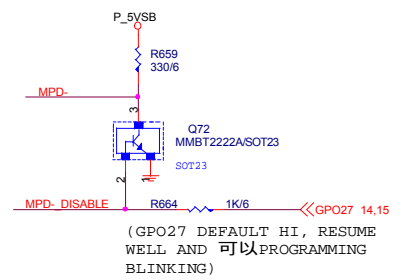 P_5VSB
R659
330/6
MPD-
3
Q72
MMBT2222A/SOT23
SOT23
2
1
MPD-_DISABLE
R664
1K/6
GPO27 14,15
(GPO27 DEFAULT HI, RESUME
WELL AND 可以PROGRAMMING
BLINKING)